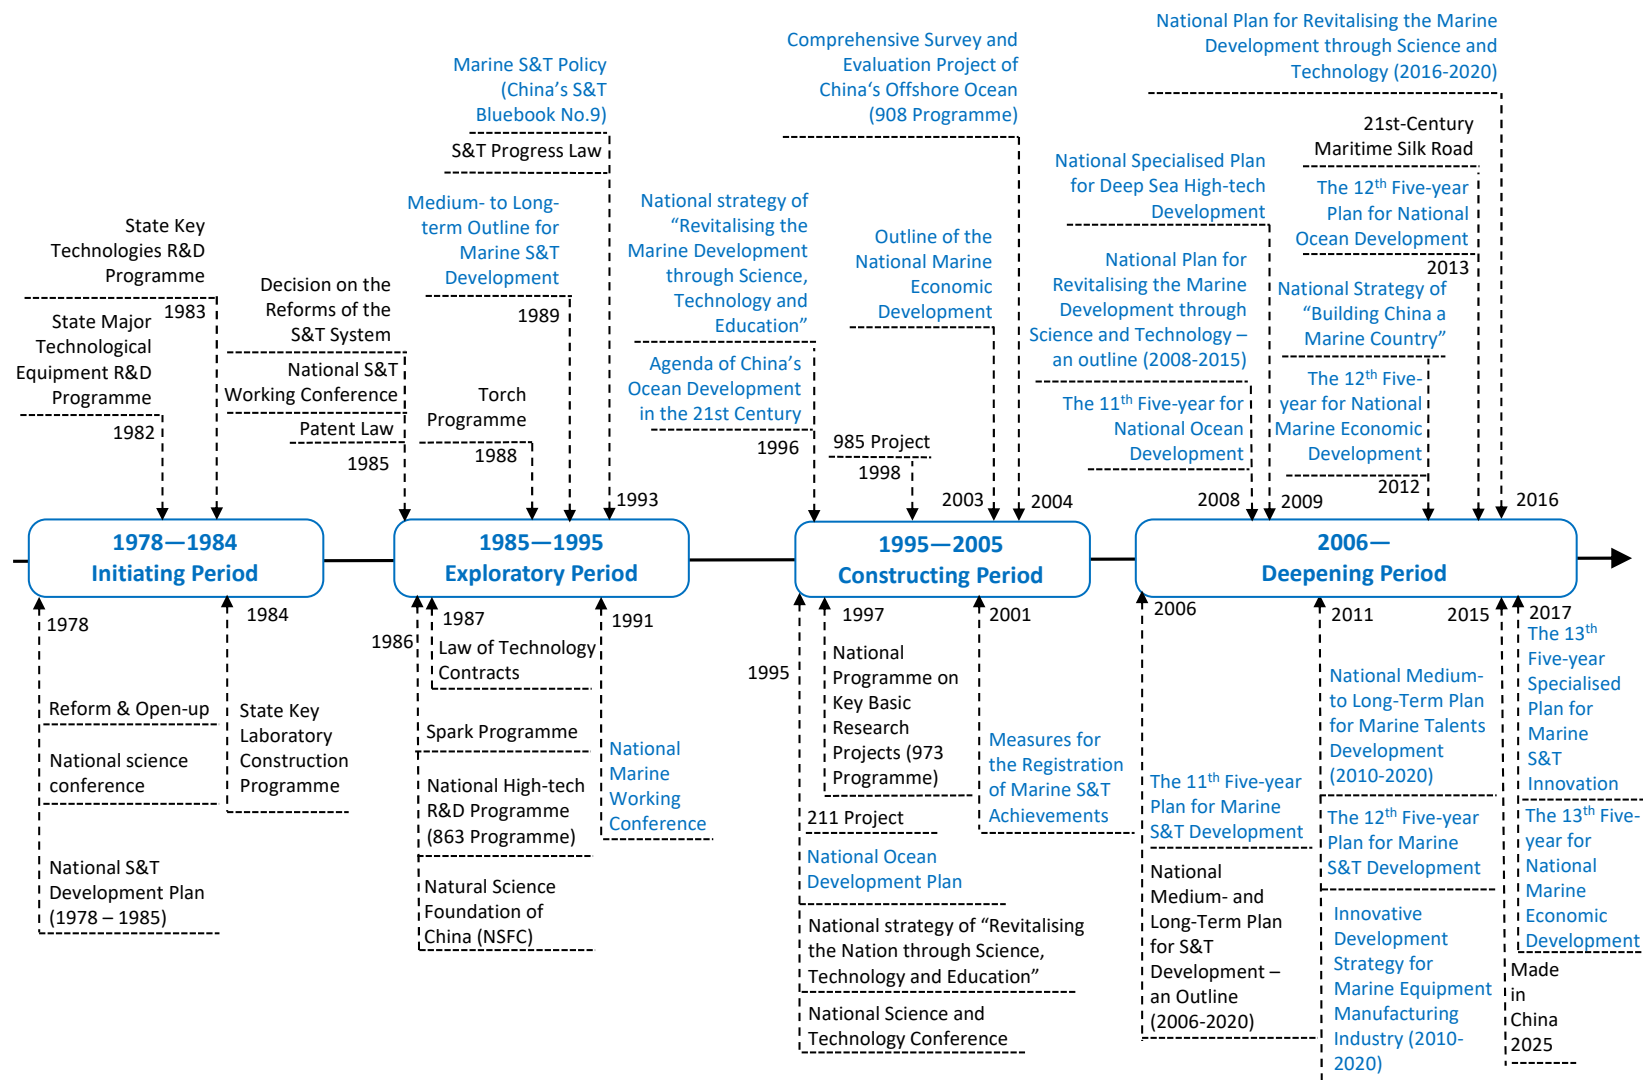 National Plan for Revitalising the Marine
Development through Science and
Technology (2016-2020)
Comprehensive Survey and
Evaluation Project of
China‘s Offshore Ocean
(908 Programme)
Marine S&T Policy
(China’s S&T
Bluebook No.9)
S&T Progress Law
21st-Century
Maritime Silk Road
National Specialised Plan
for Deep Sea High-tech
Development
The 12th Five-year
Plan for National
Ocean Development
2013
Medium- to Long-
term Outline for
Marine S&T
Development
1989
National strategy of
“Revitalising the
Marine Development
through Science,
Technology and
Education”
Agenda of China’s
Ocean Development
in the 21st Century
1996
State Key
Technologies R&D
Programme
1983
State Major
Technological
Equipment R&D
Programme
1982
Decision on the
Reforms of the
S&T System
National S&T
Working Conference
Patent Law
1985
Torch
Programme
1988
1993
985 Project
1998
Outline of the
National Marine
Economic
Development
2003
2004
National Plan for
Revitalising the Marine
Development through
Science and Technology –
an outline (2008-2015)
The 11th Five-year for
National Ocean
Development
2008
2009
National Strategy of
“Building China a
Marine Country”
The 12th Five-
year for National
Marine Economic
Development
2012
2016
1978—1984
Initiating Period
1985—1995
Exploratory Period
1995—2005
Constructing Period
2006—
Deepening Period
1978
Reform & Open-up
National science
conference
National S&T
Development Plan
(1978 – 1985)
1984
State Key
Laboratory
Construction
Programme
1986
1987
Law of Technology
Contracts
Spark Programme
National High-tech
R&D Programme
(863 Programme)
Natural Science
Foundation of
China (NSFC)
1991
National
Marine
Working
Conference
1995
1997
National
Programme on
Key Basic
Research
Projects (973
Programme)
211 Project
National Ocean
Development Plan
National strategy of “Revitalising
the Nation through Science,
Technology and Education”
National Science and
Technology Conference
2001
Measures for
the Registration
of Marine S&T
Achievements
2006
The 11th Five-year
Plan for Marine
S&T Development
National
Medium- and
Long-Term Plan
for S&T
Development –
an Outline
(2006-2020)
2011
National Medium-
to Long-Term Plan
for Marine Talents
Development
(2010-2020)
The 12th Five-year
Plan for Marine
S&T Development
Innovative
Development
Strategy for
Marine Equipment
Manufacturing
Industry (2010-
2020)
2015
2017
The 13th
Five-year
Specialised
Plan for
Marine
S&T
Innovation
The 13th Five-
year for
National
Marine
Economic
Development
Made
in
China
2025